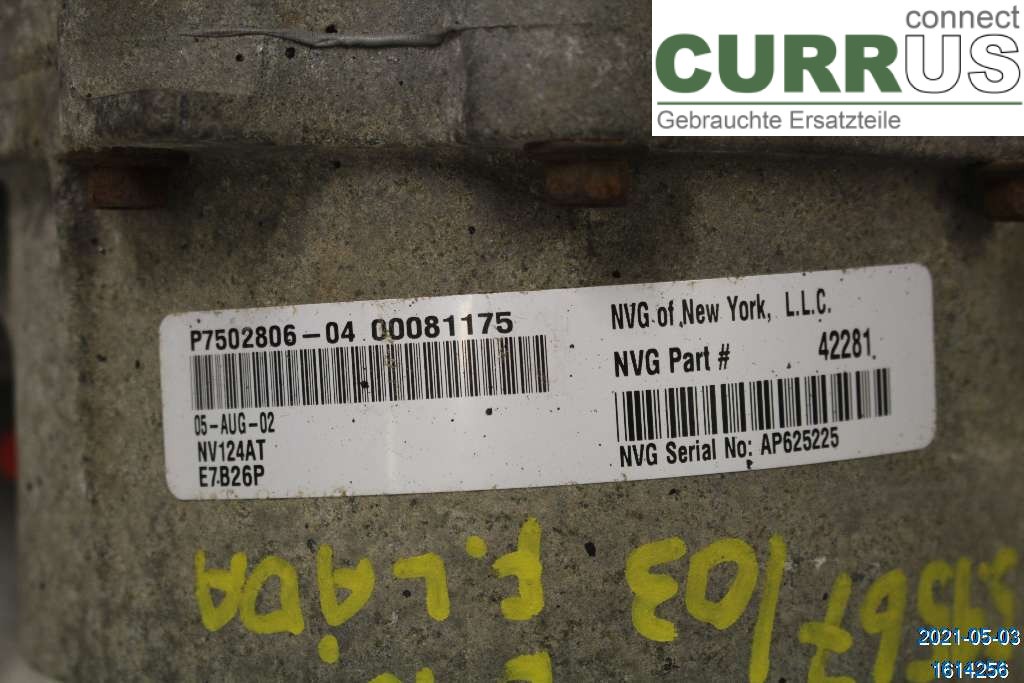 connect
CURRUS
Gebrauchte Ersatzteile
P7502806-04 00081175
05-AUG-02
NV124AT
E7B26P
NVG of New York, L.L.C.
NVG Part # 42281
NVG Serial No: AP625225
2021-05-03
1614256